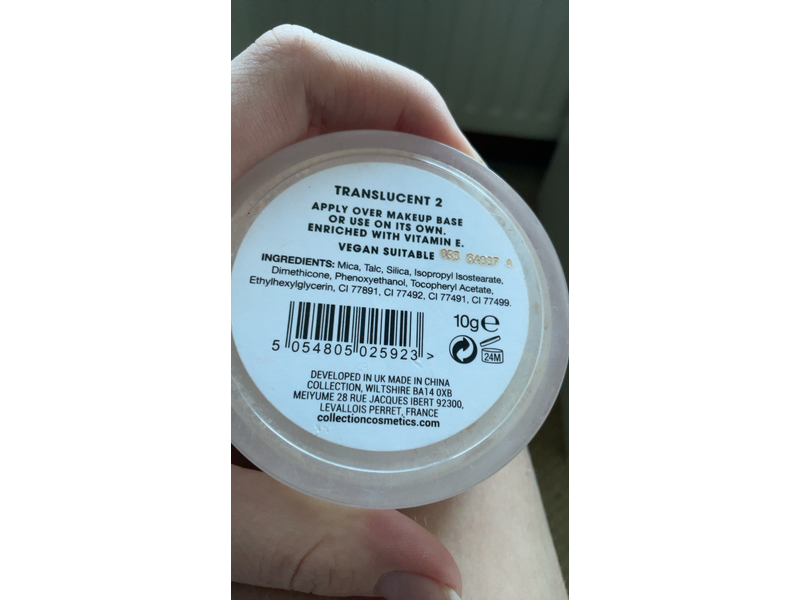 TRANSLUCENT 2
APPLY OVER MAKEUP BASE
OR USE ON ITS OWN.
ENRICHED WITH VITAMIN E.
VEGAN SUITABLE
INGREDIENTS: Mica, Talc, Silica, Isopropyl Isostearate,
Dimethicone, Phenoxyethanol, Tocopheryl Acetate,
Ethylhexylglycerin, CI 77891, CI 77492, CI 77491, CI 77499.
10g℮
24M
5 054805 025923 >
DEVELOPED IN UK MADE IN CHINA
COLLECTION, WILTSHIRE BA14 0XB
MEIYUME 28 RUE JACQUES IBERT 92300,
LEVALLOIS PERRET, FRANCE
collectioncosmetics.com